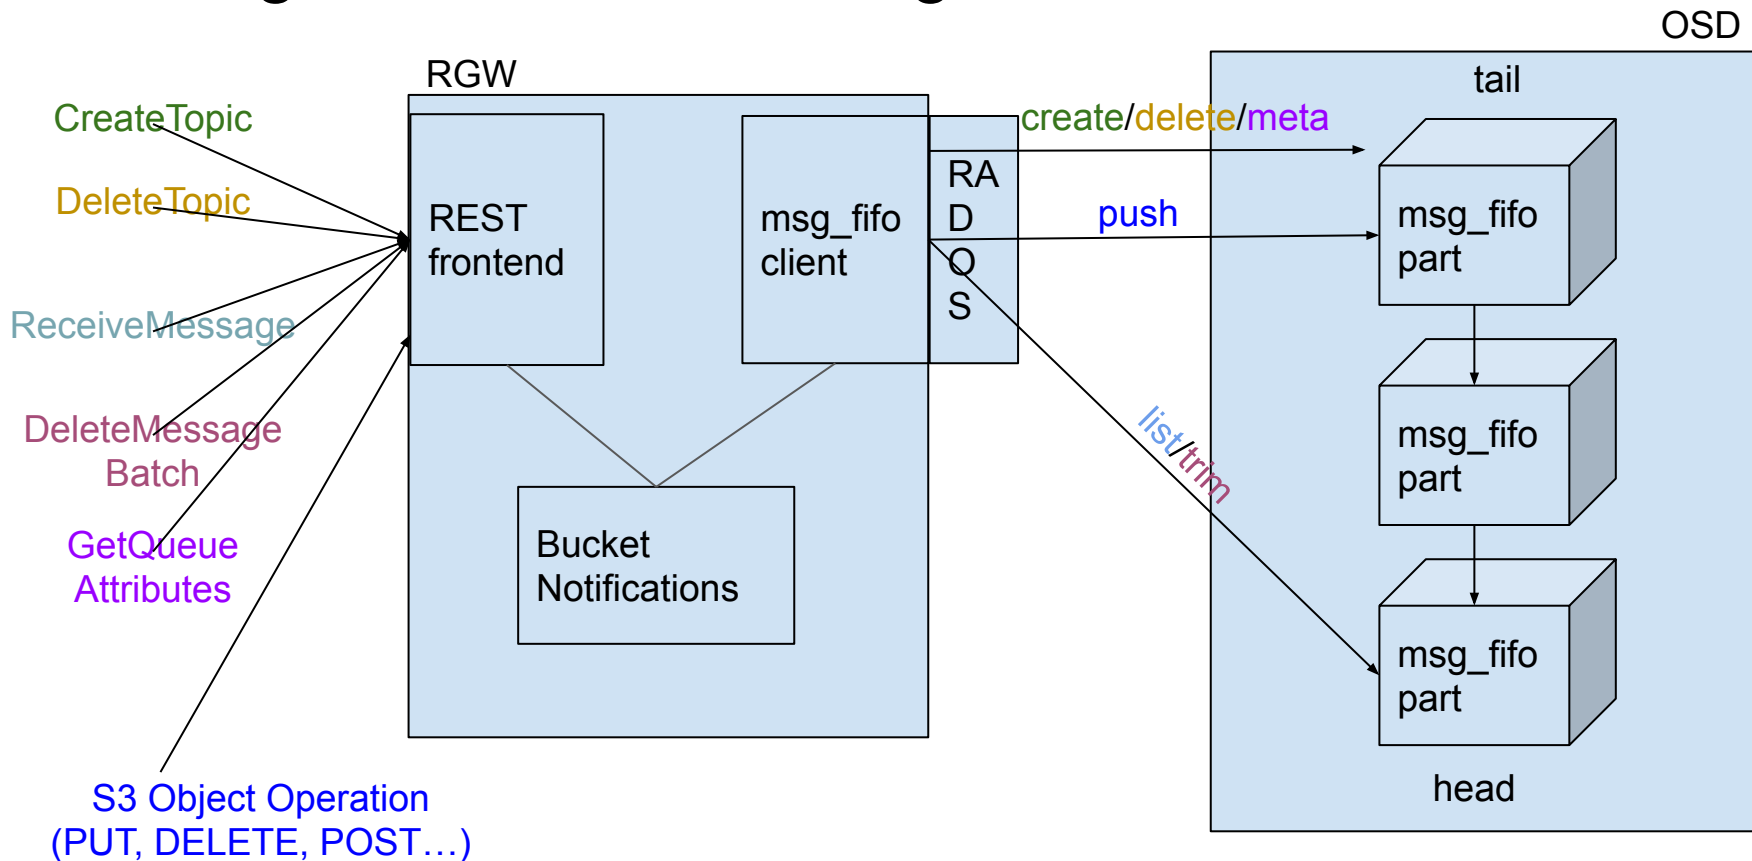 OSD
RGW
tail
CreateTopic
create/delete/meta
DeleteTopic
REST
frontend
msg_fifo
client
RA
D
O
S
push
msg_fifo
part
ReceiveMessage
DeleteMessage
Batch
list/trim
msg_fifo
part
GetQueue
Attributes
Bucket
Notifications
msg_fifo
part
S3 Object Operation
(PUT, DELETE, POST…)
head